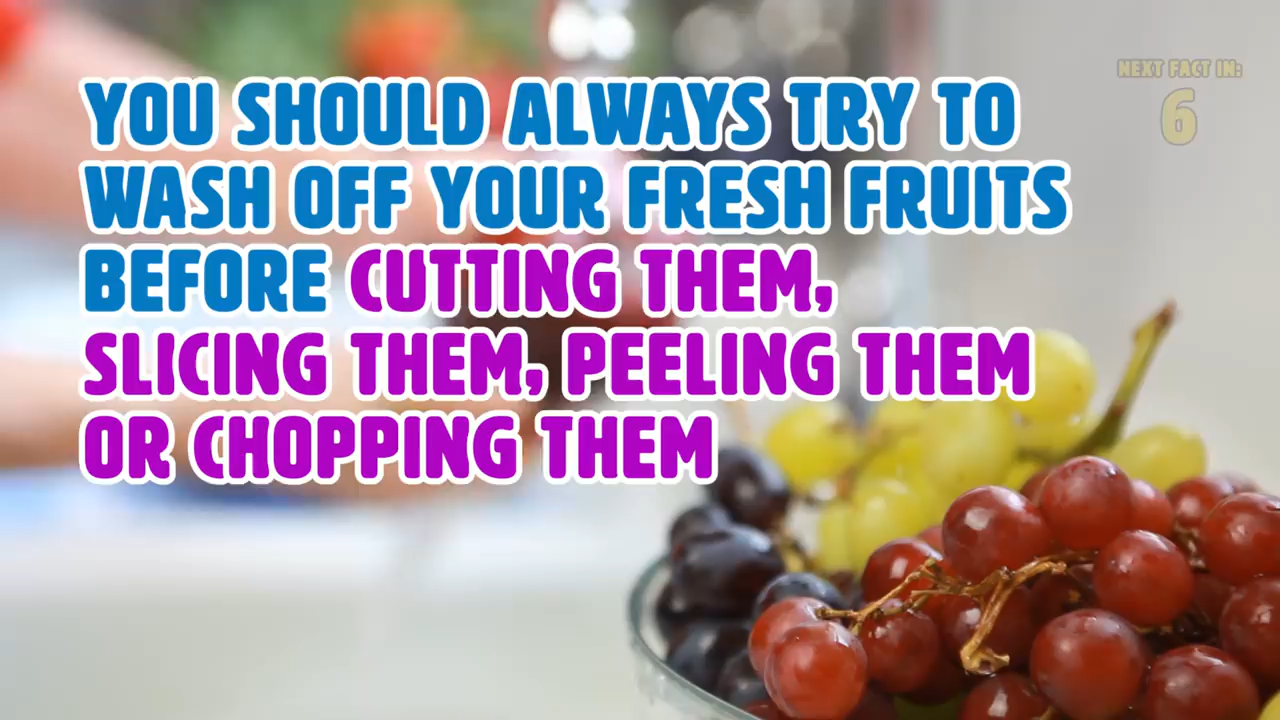 YOU SHOULD ALWAYS TRY TO
WASH OFF YOUR FRESH FRUITS
BEFORE CUTTING THEM,
SLICING THEM, PEELING THEM
OR CHOPPING THEM
NEXT FACT IN:
6